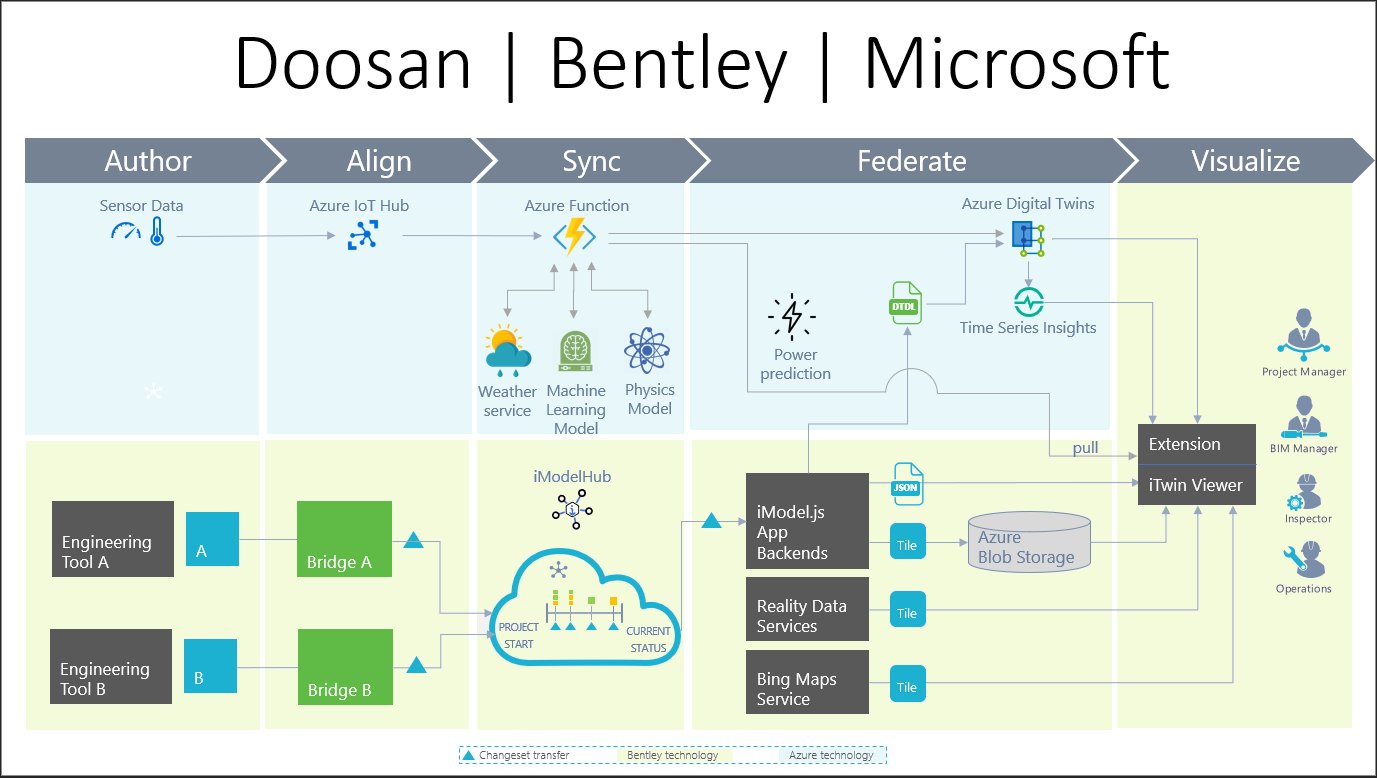 Doosan | Bentley | Microsoft
Author
Align
Sync
Federate
Visualize
Sensor Data
Azure IoT Hub
Azure Function
Azure Digital Twins
DTDL
Time Series Insights
Power
prediction
Weather
service
Machine
Learning
Model
Physics
Model
Project Manager
BIM Manager
Inspector
Operations
pull
Extension
iTwin Viewer
iModelHub
JSON
Engineering
Tool A
A
Bridge A
iModel.js
App
Backends
Tile
Azure
Blob Storage
PROJECT
START
CURRENT
STATUS
Reality Data
Services
Tile
Engineering
Tool B
B
Bridge B
Bing Maps
Service
Tile
Changeset transfer
Bentley technology
Azure technology